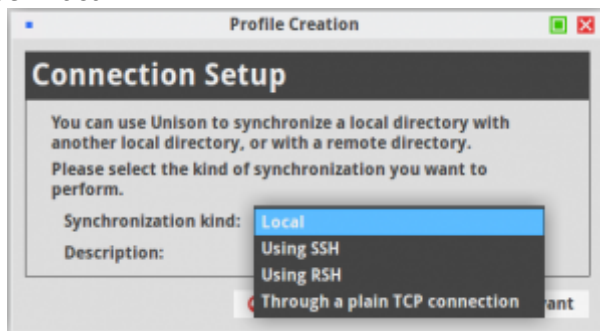 Profile Creation
Connection Setup
You can use Unison to synchronize a local directory with
another local directory, or with a remote directory.
Please select the kind of synchronization you want to
perform.
Synchronization kind:
Local
Description:
Using SSH
Using RSH
Through a plain TCP connection